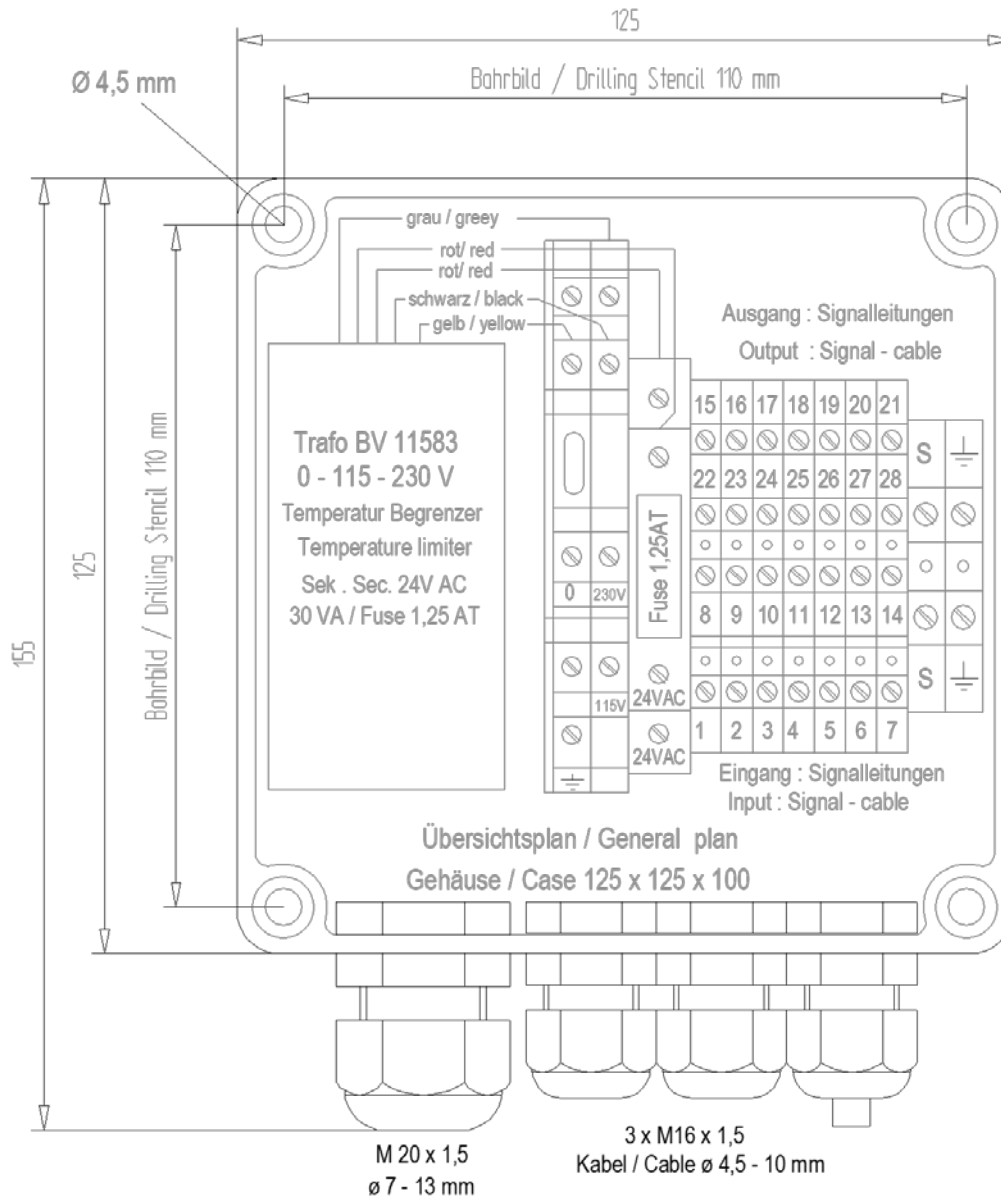 125
Bohrbild / Drilling Stencil 110 mm
Ø 4,5 mm
grau / greey
rot/ red
rot/ red
schwarz / black
gelb / yellow
Ausgang : Signalleitungen
Output : Signal - cable
Trafo BV 11583
0 - 115 - 230 V
Temperatur Begrenzer
Temperature limiter
Sek . Sec. 24V AC
30 VA / Fuse 1,25 AT
155
125
Bohrbild / Drilling Stencil 110 mm
0 230V
115V
Fuse 1,25AT
24VAC
24VAC
15 16 17 18 19 20 21
22 23 24 25 26 27 28
8 9 10 11 12 13 14
1 2 3 4 5 6 7
S
S
Eingang : Signalleitungen
Input : Signal - cable
Übersichtsplan / General plan
Gehäuse / Case 125 x 125 x 100
M 20 x 1,5
ø 7 - 13 mm
3 x M16 x 1,5
Kabel / Cable ø 4,5 - 10 mm